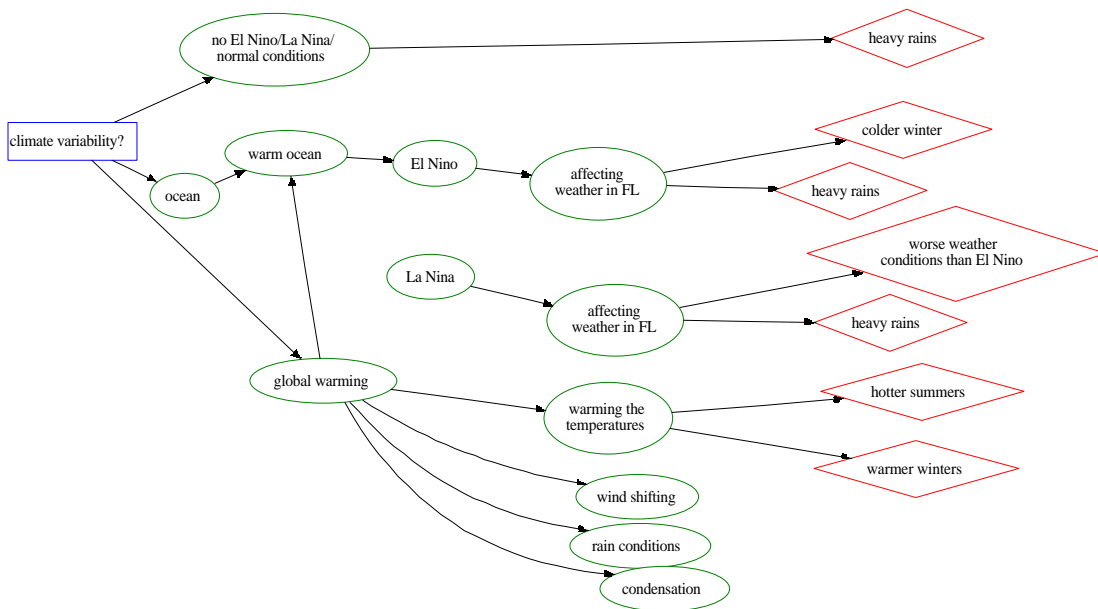 no El Nino/La Nina/
normal conditions
heavy rains
climate variability?
ocean
warm ocean
El Nino
affecting
weather in FL
colder winter
heavy rains
La Nina
affecting
weather in FL
worse weather
conditions than El Nino
heavy rains
global warming
warming the
temperatures
hotter summers
warmer winters
wind shifting
rain conditions
condensation